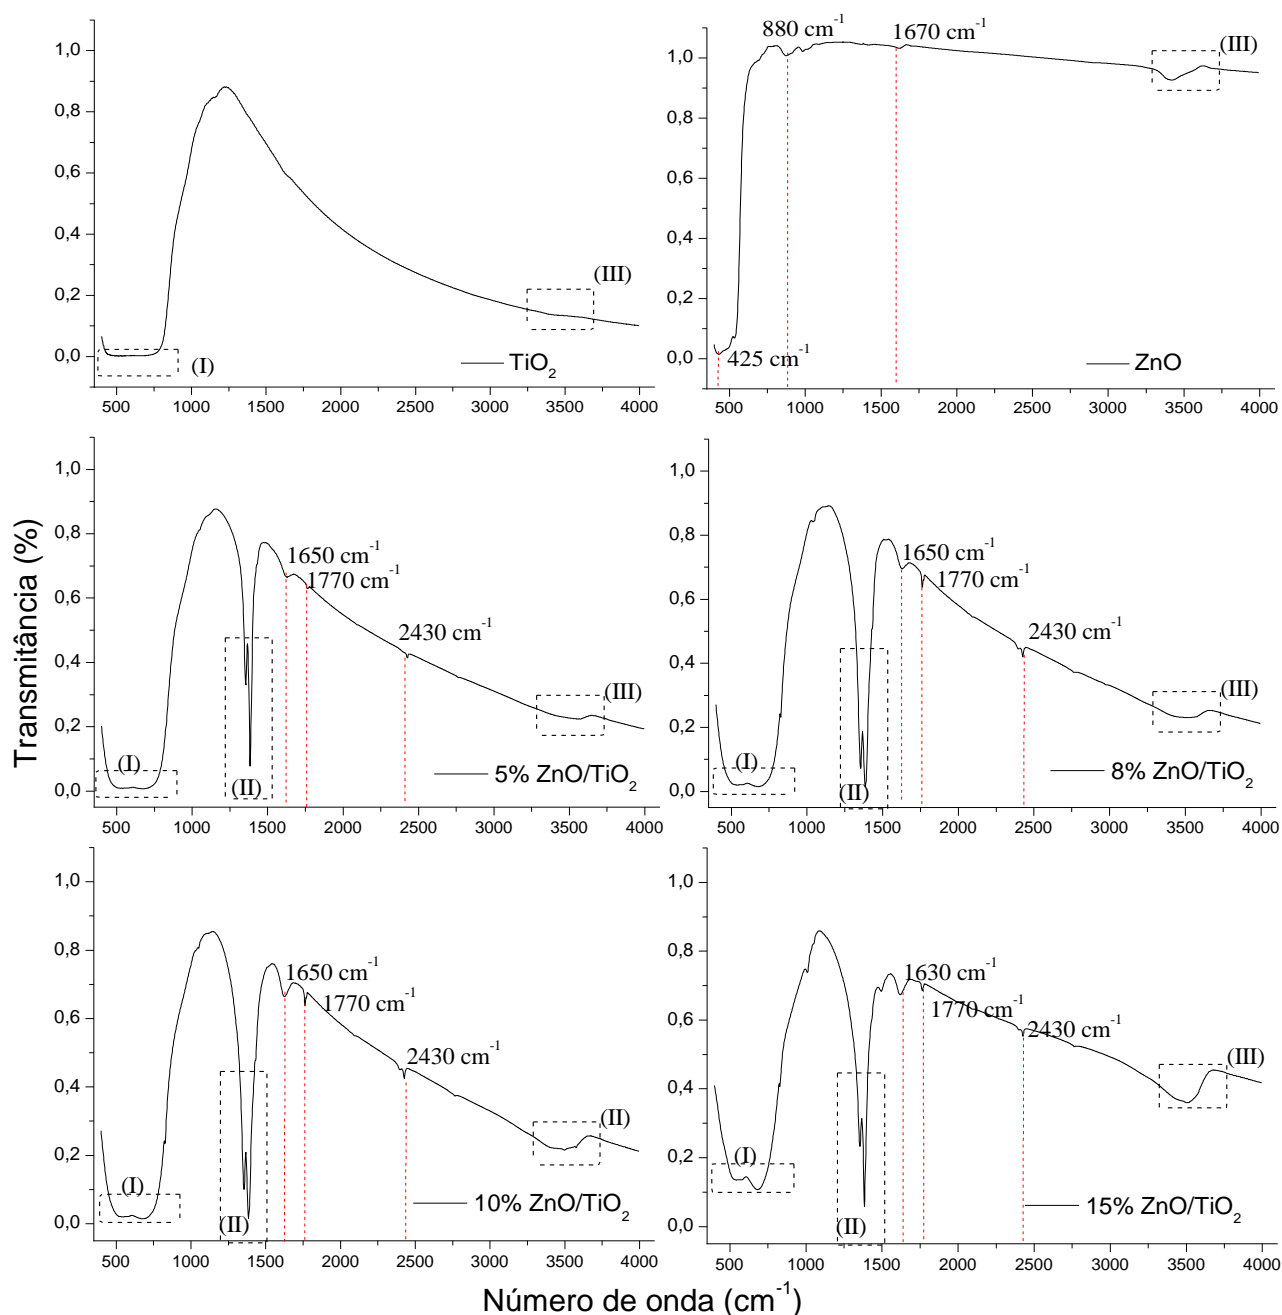 880 cm⁻¹
1670 cm⁻¹
(III)
1,0
0,8
0,6
0,4
0,2
0,0
(III)
(I)
TiO₂
500 1000 1500 2000 2500 3000 3500 4000
1,0
0,8
0,6
0,4
0,2
0,0
425 cm⁻¹
ZnO
500 1000 1500 2000 2500 3000 3500 4000
Transmitância (%)
1,0
0,8
0,6
0,4
0,2
0,0
1650 cm⁻¹
1770 cm⁻¹
2430 cm⁻¹
(III)
(I)
(II)
5% ZnO/TiO₂
500 1000 1500 2000 2500 3000 3500 4000
1,0
0,8
0,6
0,4
0,2
0,0
1650 cm⁻¹
1770 cm⁻¹
2430 cm⁻¹
(III)
(I)
(II)
8% ZnO/TiO₂
500 1000 1500 2000 2500 3000 3500 4000
1,0
0,8
0,6
0,4
0,2
0,0
1650 cm⁻¹
1770 cm⁻¹
2430 cm⁻¹
(II)
(I)
(II)
10% ZnO/TiO₂
500 1000 1500 2000 2500 3000 3500 4000
1,0
0,8
0,6
0,4
0,2
0,0
1630 cm⁻¹
1770 cm⁻¹
2430 cm⁻¹
(III)
(I)
(II)
15% ZnO/TiO₂
500 1000 1500 2000 2500 3000 3500 4000
Número de onda (cm⁻¹)